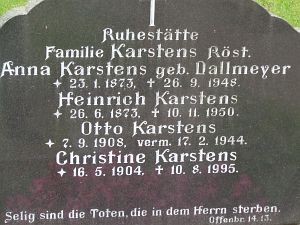 Ruhestätte
Familie Karstens Röst.
Anna Karstens geb. Dallmeyer
✦ 23. 1. 1873, ✝ 26. 9. 1948.
Heinrich Karstens
✦ 26. 6. 1873, ✝ 10. 11. 1950.
Otto Karstens
✦ 7. 9. 1908, verm. 17. 2. 1944.
Christine Karstens
✦ 16. 5. 1904, ✝ 10. 8. 1995.
Selig sind die Toten, die in dem Herrn sterben.
Offenbr. 14.13.